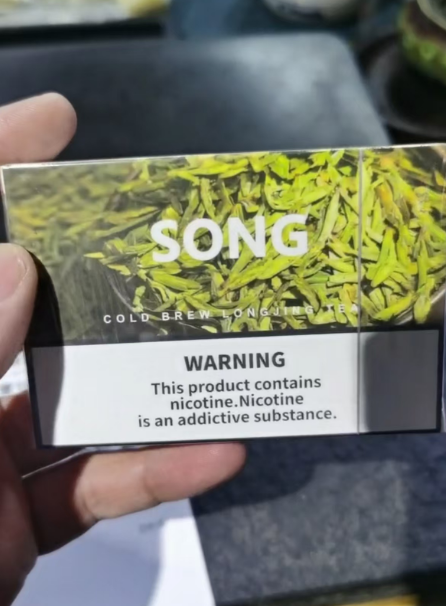 SONG
COLD BREW LONGJING TEA
WARNING
This product contains
nicotine.Nicotine
is an addictive substance.